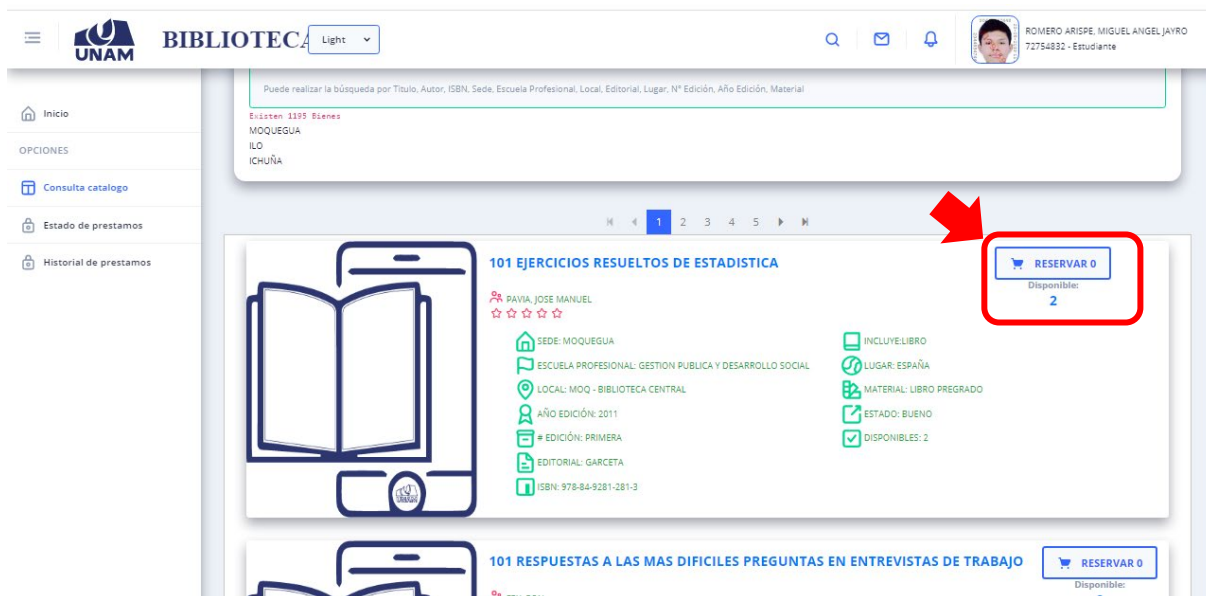 UNAM
BIBLIOTECA
Light
ROMERO ARISPE, MIGUEL ANGEL JAYRO
72754832 - Estudiante
Inicio
OPCIONES
Consulta catalogo
Estado de prestamos
Historial de prestamos
Puede realizar la búsqueda por Titulo, Autor, ISBN, Sede, Escuela Profesional, Local, Editorial, Lugar, N° Edición, Año Edición, Material
Existen 1195 Bienes
MOQUEGUA
ILO
ICHUÑA
1 2 3 4 5
101 EJERCICIOS RESUELTOS DE ESTADISTICA
RESERVAR 0
Disponible:
2
PAVIA, JOSE MANUEL
SEDE: MOQUEGUA
ESCUELA PROFESIONAL: GESTION PUBLICA Y DESARROLLO SOCIAL
LOCAL: MOQ - BIBLIOTECA CENTRAL
AÑO EDICIÓN: 2011
# EDICIÓN: PRIMERA
EDITORIAL: GARCETA
ISBN: 978-84-9281-281-3
INCLUYE:LIBRO
LUGAR: ESPAÑA
MATERIAL: LIBRO PREGRADO
ESTADO: BUENO
DISPONIBLES: 2
101 RESPUESTAS A LAS MAS DIFICILES PREGUNTAS EN ENTREVISTAS DE TRABAJO
RESERVAR 0
Disponible: